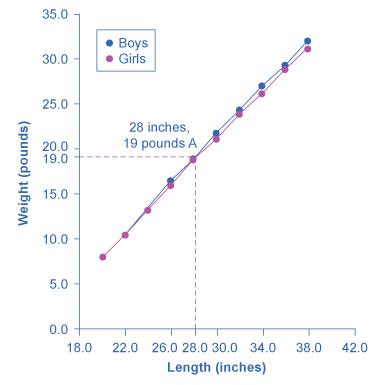 35.0
30.0
25.0
20.0
19.0
15.0
10.0
5.0
0.0
Weight (pounds)
Boys
Girls
28 inches,
19 pounds A
18.0 22.0 26.0 28.0 30.0 34.0 38.0 42.0
Length (inches)